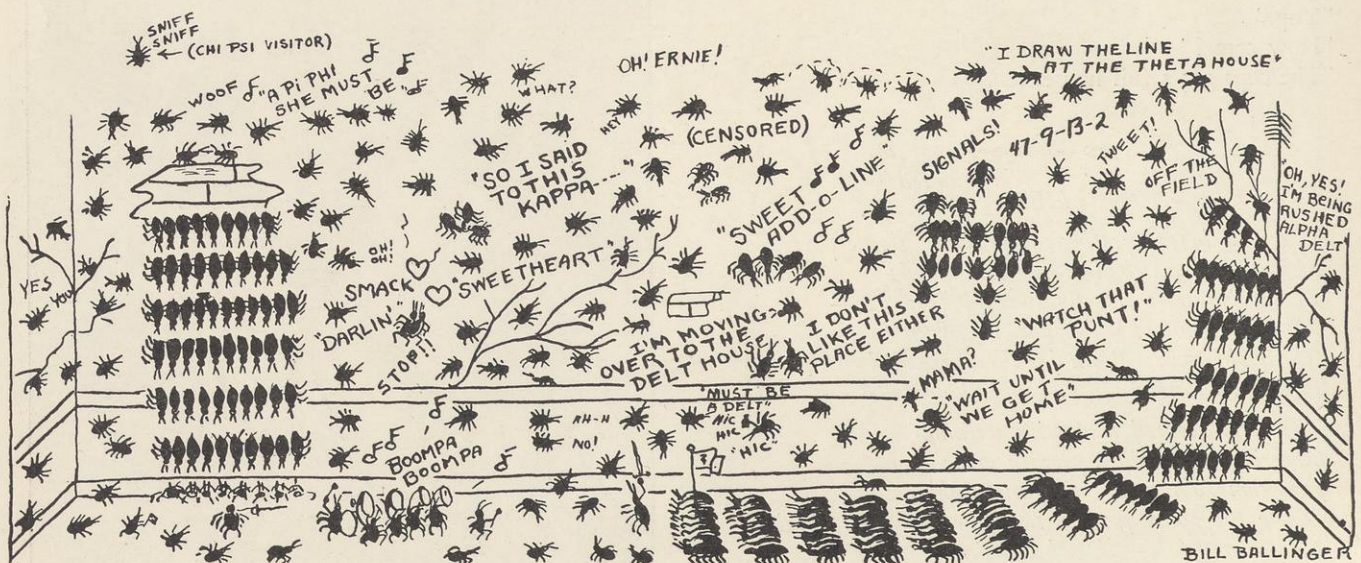 SNIFF
SNIFF
(CHI PSI VISITOR)
WOOF
"A PI PHI
SHE MUST
BE"
WHAT?
OH! ERNIE!
HEY
(CENSORED)
"I DRAW THE LINE
AT THE THETA HOUSE"
SIGNALS!
47-9-13-2
TWEET!
OFF THE
FIELD
"OH, YES!
I'M BEING
RUSHED
ALPHA
DELT"
"SO I SAID
TO THIS
KAPPA----"
"SWEET
ADD-O-LINE"
YES
YOU
OH!
OH!
SMACK
"SWEETHEART"
"DARLIN'"
STOP!!
I'M MOVING
OVER TO THE
DELT HOUSE
I DON'T
LIKE THIS
PLACE EITHER
"WATCH THAT
PUNT!"
MAMA?
"WAIT UNTIL
WE GET
HOME"
"MUST BE
A DELT"
HIC
HIC
"HIC"
AH-H
NO!
BOOMPA
BOOMPA
BILL BALLINGER